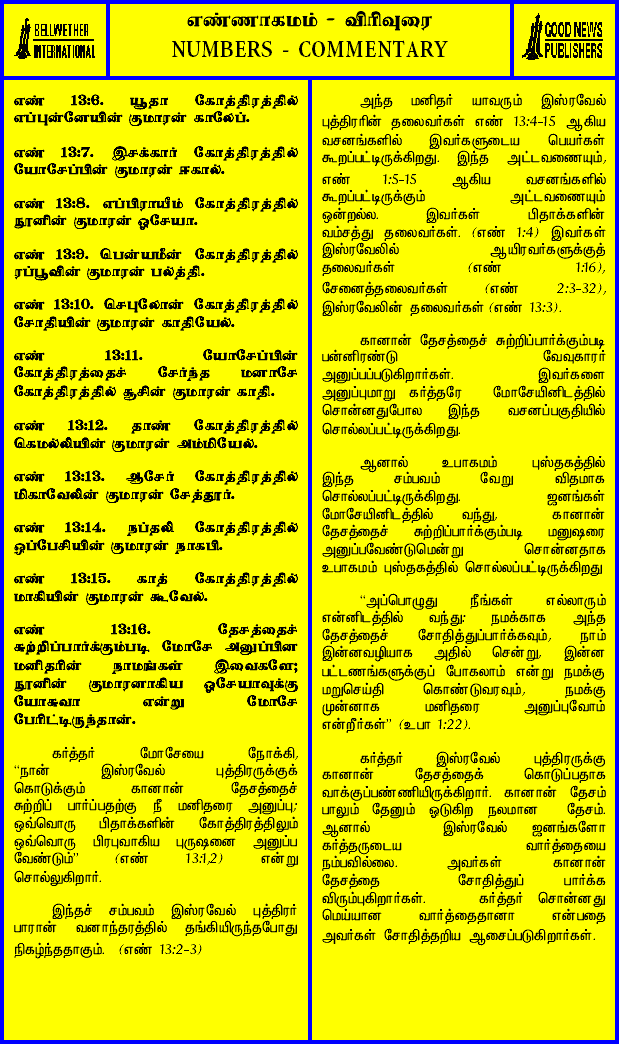 BELLWETHER
INTERNATIONAL
எண்ணாகமம் - விரிவுரை
NUMBERS - COMMENTARY
GOOD NEWS
PUBLISHERS
எண் 13:6. யூதா கோத்திரத்தில்
எப்புன்னேயின் குமாரன் காலேப்.
எண் 13:7. இசக்கார் கோத்திரத்தில்
யோசேப்பின் குமாரன் ஈகால்.
எண் 13:8. எப்பிராயீம் கோத்திரத்தில்
நூனின் குமாரன் ஓசேயா.
எண் 13:9. பென்யமீன் கோத்திரத்தில்
ரப்பூவின் குமாரன் பல்த்தி.
எண் 13:10. செபுலோன் கோத்திரத்தில்
சோதியின் குமாரன் காதியேல்.
எண் 13:11. யோசேப்பின்
கோத்திரத்தைச் சேர்ந்த மனாசே
கோத்திரத்தில் சூசின் குமாரன் காதி.
எண் 13:12. தாண் கோத்திரத்தில்
கெமல்லியின் குமாரன் அம்மியேல்.
எண் 13:13. ஆசேர் கோத்திரத்தில்
மிகாவேலின் குமாரன் சேத்தூர்.
எண் 13:14. நப்தலி கோத்திரத்தில்
ஒப்பேசியின் குமாரன் நாகபி.
எண் 13:15. காத் கோத்திரத்தில்
மாகியின் குமாரன் கூவேல்.
எண் 13:16. தேசத்தைச்
சுற்றிப்பார்க்கும்படி மோசே அனுப்பின
மனிதரின் நாமங்கள் இவைகளே;
நூனின் குமாரனாகிய ஓசேயாவுக்கு
யோசுவா என்று மோசே
பேரிட்டிருந்தான்.
கர்த்தர் மோசேயை நோக்கி,
"நான் இஸ்ரவேல் புத்திரருக்குக்
கொடுக்கும் கானான் தேசத்தைச்
சுற்றிப் பார்ப்பதற்கு நீ மனிதரை அனுப்பு;
ஒவ்வொரு பிதாக்களின் கோத்திரத்திலும்
ஒவ்வொரு பிரபுவாகிய புருஷனை அனுப்ப
வேண்டும்" (எண் 13:1,2) என்று
சொல்லுகிறார்.
இந்தச் சம்பவம் இஸ்ரவேல் புத்திரர்
பாரான் வனாந்தரத்தில் தங்கியிருந்தபோது
நிகழ்ந்ததாகும். (எண் 13:2-3)
அந்த மனிதர் யாவரும் இஸ்ரவேல்
புத்திரரின் தலைவர்கள் எண் 13:4-15 ஆகிய
வசனங்களில் இவர்களுடைய பெயர்கள்
கூறப்பட்டிருக்கிறது. இந்த அட்டவணையும்,
எண் 1:5-15 ஆகிய வசனங்களில்
கூறப்பட்டிருக்கும் அட்டவணையும்
ஒன்றல்ல. இவர்கள் பிதாக்களின்
வம்சத்து தலைவர்கள். (எண் 1:4) இவர்கள்
இஸ்ரவேலில் ஆயிரவர்களுக்குத்
தலைவர்கள் (எண் 1:16),
சேனைத்தலைவர்கள் (எண் 2:3-32),
இஸ்ரவேலின் தலைவர்கள் (எண் 13:3).
கானான் தேசத்தைச் சுற்றிப்பார்க்கும்படி
பன்னிரண்டு வேவுகாரர்
அனுப்பப்படுகிறார்கள். இவர்களை
அனுப்புமாறு கர்த்தரே மோசேயினிடத்தில்
சொன்னதுபோல இந்த வசனப்பகுதியில்
சொல்லப்பட்டிருக்கிறது.
ஆனால் உபாகமம் புஸ்தகத்தில்
இந்த சம்பவம் வேறு விதமாக
சொல்லப்பட்டிருக்கிறது. ஜனங்கள்
மோசேயினிடத்தில் வந்து, கானான்
தேசத்தைச் சுற்றிப்பார்க்கும்படி மனுஷரை
அனுப்பவேண்டுமென்று சொன்னதாக
உபாகமம் புஸ்தகத்தில் சொல்லப்பட்டிருக்கிறது
"அப்பொழுது நீங்கள் எல்லாரும்
என்னிடத்தில் வந்து: நமக்காக அந்த
தேசத்தைச் சோதித்துப்பார்க்கவும், நாம்
இன்னவழியாக அதில் சென்று, இன்ன
பட்டணங்களுக்குப் போகலாம் என்று நமக்கு
மறுசெய்தி கொண்டுவரவும், நமக்கு
முன்னாக மனிதரை அனுப்புவோம்
என்றீர்கள்" (உபா 1:22).
கர்த்தர் இஸ்ரவேல் புத்திரருக்கு
கானான் தேசத்தைக் கொடுப்பதாக
வாக்குப்பண்ணியிருக்கிறார். கானான் தேசம்
பாலும் தேனும் ஓடுகிற நலமான தேசம்.
ஆனால் இஸ்ரவேல் ஜனங்களோ
கர்த்தருடைய வார்த்தையை
நம்பவில்லை. அவர்கள் கானான்
தேசத்தை சோதித்துப் பார்க்க
விரும்புகிறார்கள். கர்த்தர் சொன்னது
மெய்யான வார்த்தைதானா என்பதை
அவர்கள் சோதித்தறிய ஆசைப்படுகிறார்கள்.